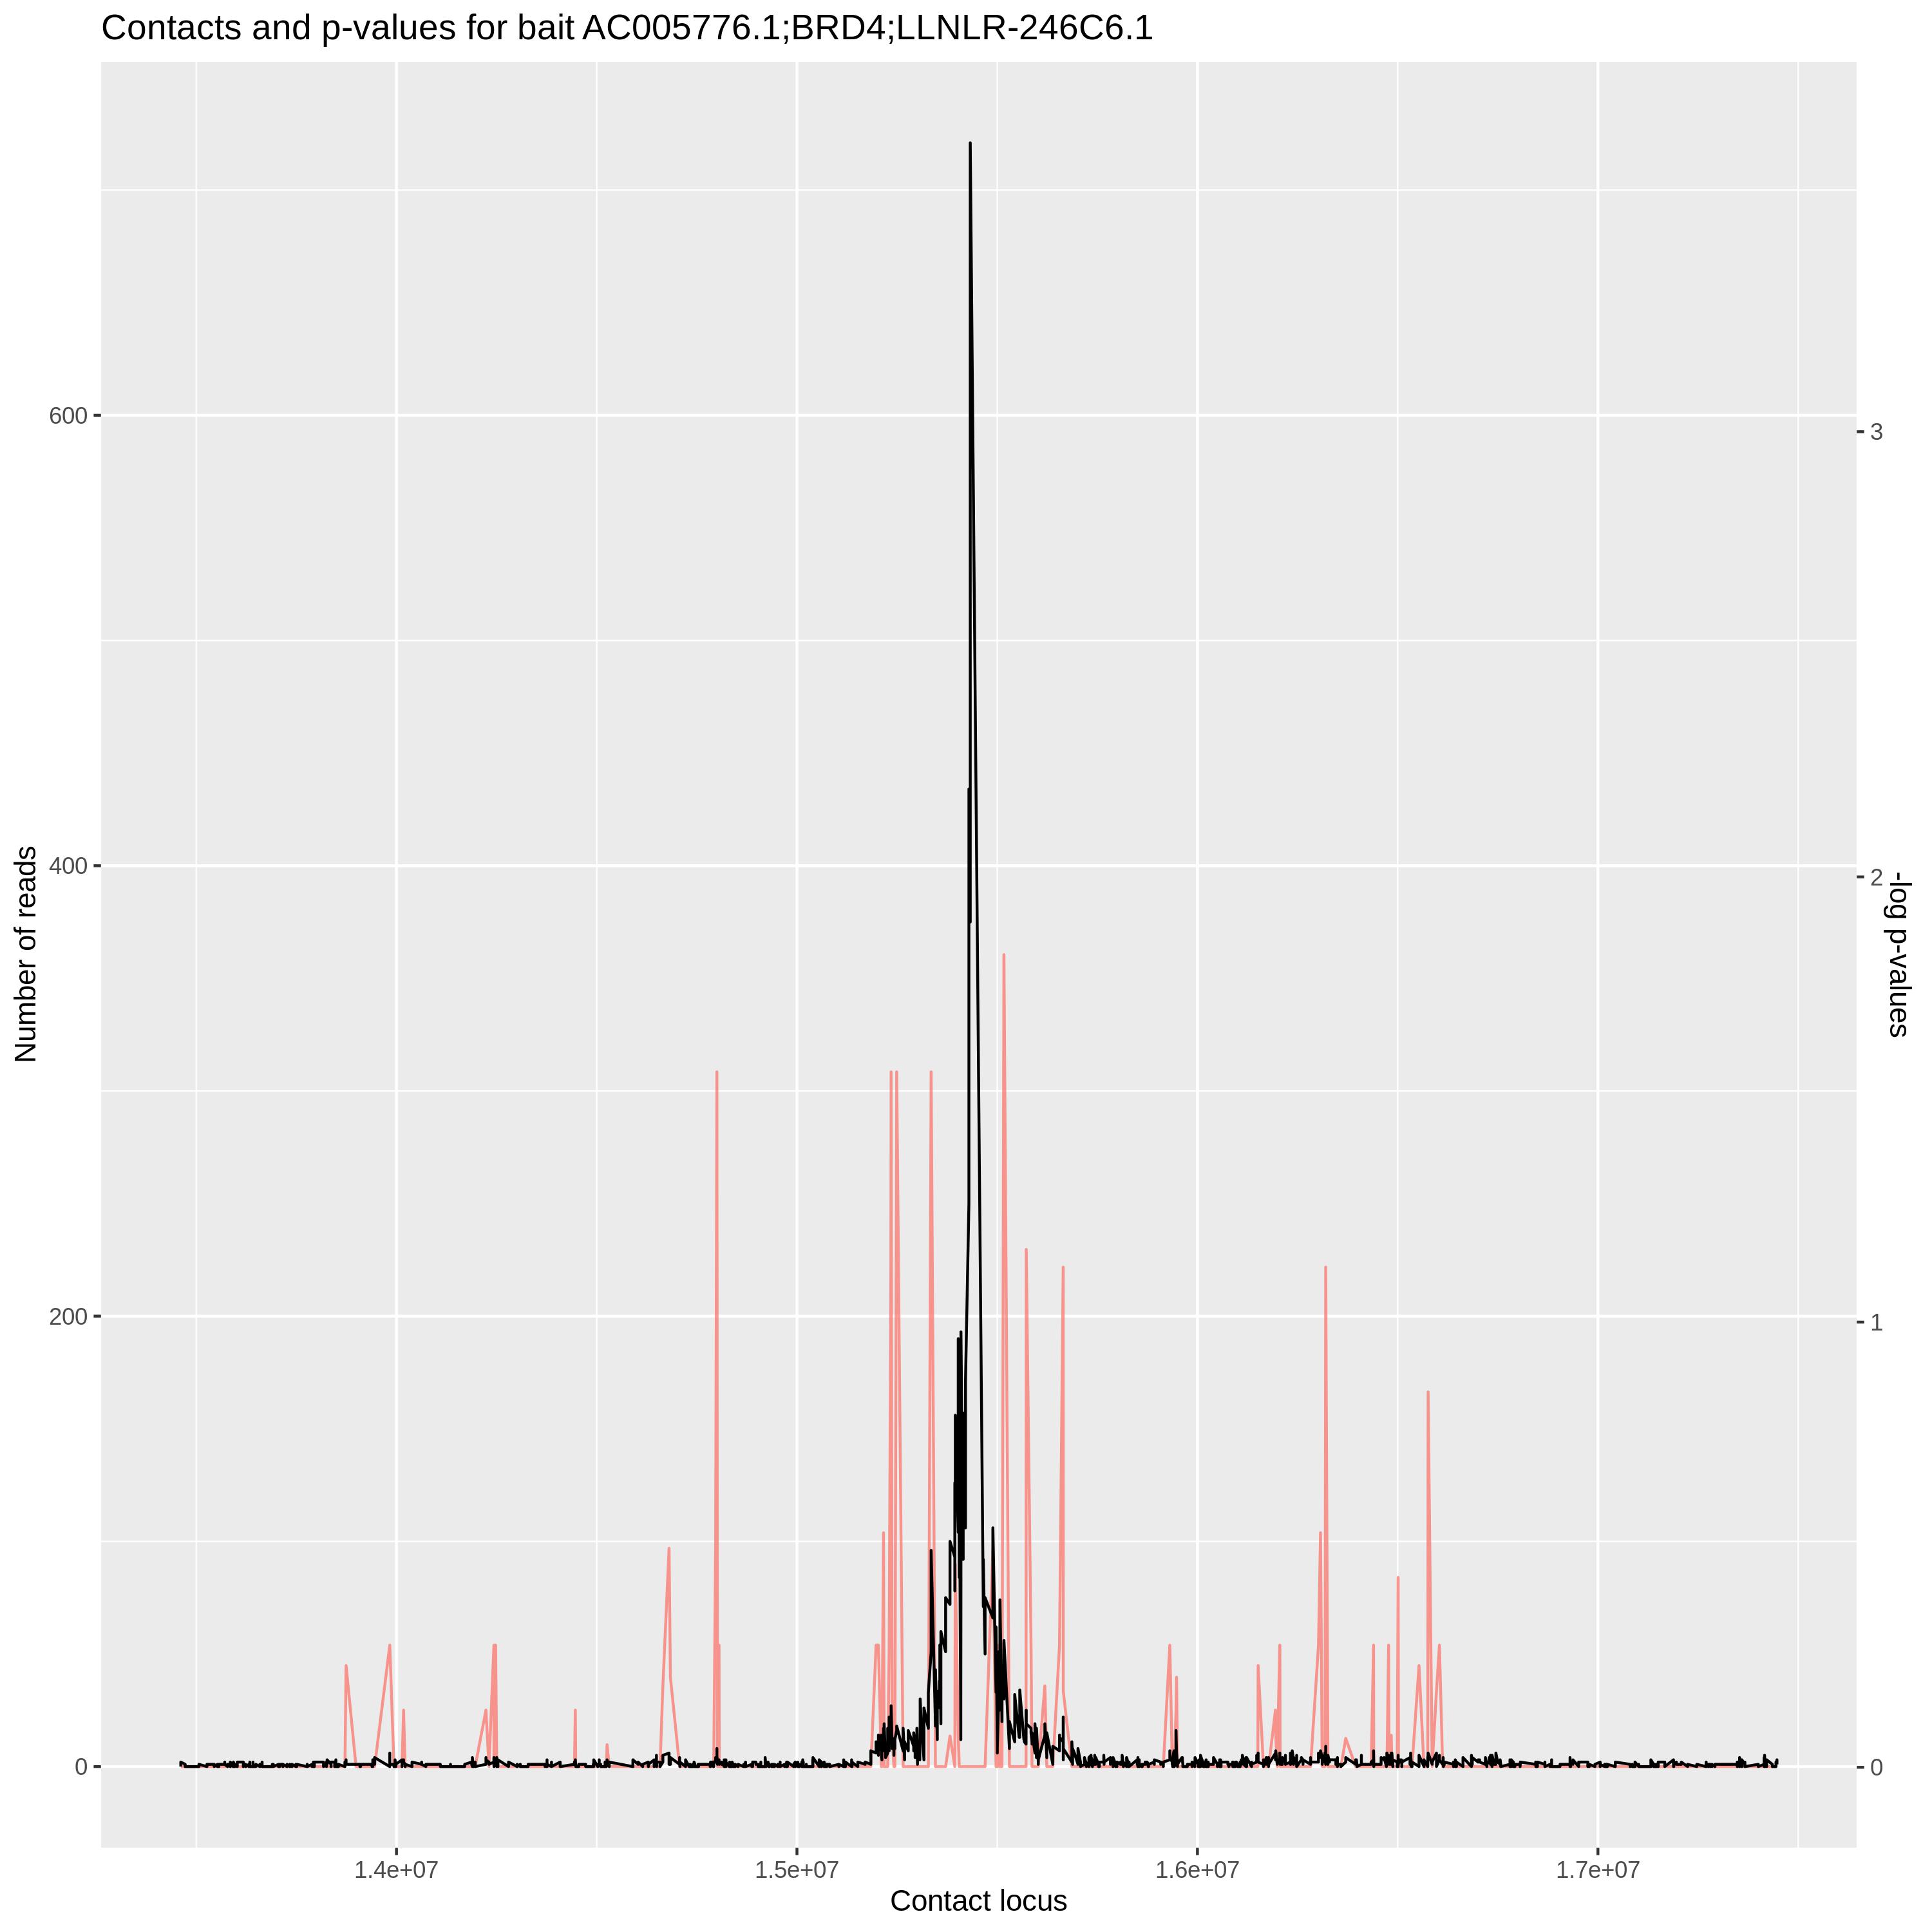 Contacts and p-values for bait AC005776.1;BRD4;LLNLR-246C6.1
Number of reads
600
400
200
0
3
2
1
0
-log p-values
1.4e+07 1.5e+07 1.6e+07 1.7e+07
Contact locus